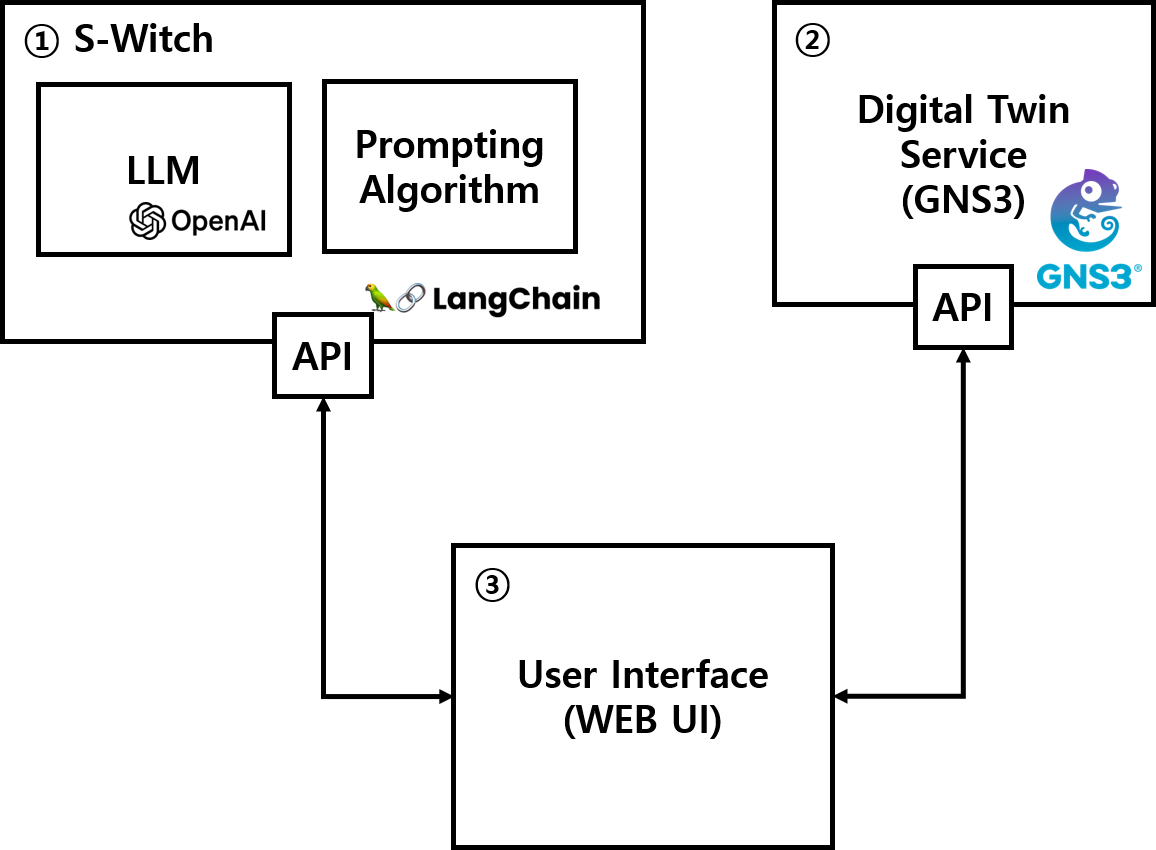 ① S-Witch
LLM
OpenAI
Prompting
Algorithm
LangChain
API
②
Digital Twin
Service
(GNS3)
GNS3®
API
③
User Interface
(WEB UI)